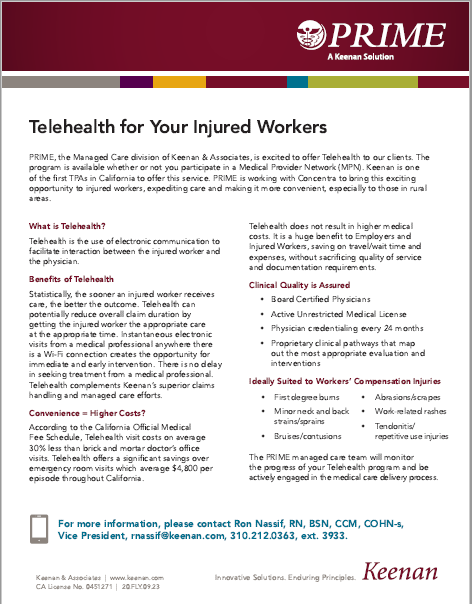 PRIME
A Keenan Solution
Telehealth for Your Injured Workers
PRIME, the Managed Care division of Keenan & Associates, is excited to offer Telehealth to our clients. The
program is available whether or not you participate in a Medical Provider Network (MPN). Keenan is one
of the first TPAs in California to offer this service. PRIME is working with Concentra to bring this exciting
opportunity to injured workers, expediting care and making it more convenient, especially to those in rural
areas.
What is Telehealth?
Telehealth is the use of electronic communication to
facilitate interaction between the injured worker and
the physician.
Benefits of Telehealth
Statistically, the sooner an injured worker receives
care, the better the outcome. Telehealth can
potentially reduce overall claim duration by
getting the injured worker the appropriate care
at the appropriate time. Instantaneous electronic
visits from a medical professional anywhere there
is a Wi-Fi connection creates the opportunity for
immediate and early intervention. There is no delay
in seeking treatment from a medical professional.
Telehealth complements Keenan's superior claims
handling and managed care efforts.
Convenience = Higher Costs?
According to the California Official Medical
Fee Schedule, Telehealth visit costs on average
30% less than brick and mortar doctor's office
visits. Telehealth offers a significant savings over
emergency room visits which average $4,800 per
episode throughout California.
Telehealth does not result in higher medical
costs. It is a huge benefit to Employers and
Injured Workers, saving on travel/wait time and
expenses, without sacrificing quality of service
and documentation requirements.
Clinical Quality is Assured
• Board Certified Physicians
• Active Unrestricted Medical License
• Physician credentialing every 24 months
• Proprietary clinical pathways that map
out the most appropriate evaluation and
interventions
Ideally Suited to Workers' Compensation Injuries
• First degree burns
• Minor neck and back
strains/sprains
• Bruises/contusions
• Abrasions/scrapes
• Work-related rashes
• Tendonitis/
repetitive use injuries
The PRIME managed care team will monitor
the progress of your Telehealth program and be
actively engaged in the medical care delivery process.
For more information, please contact Ron Nassif, RN, BSN, CCM, COHN-s,
Vice President, rnassif@keenan.com, 310.212.0363, ext. 3933.
Keenan & Associates | www.keenan.com
CA License No. 0451271 | 20.FLY.09.23
Innovative Solutions. Enduring Principles.
Keenan